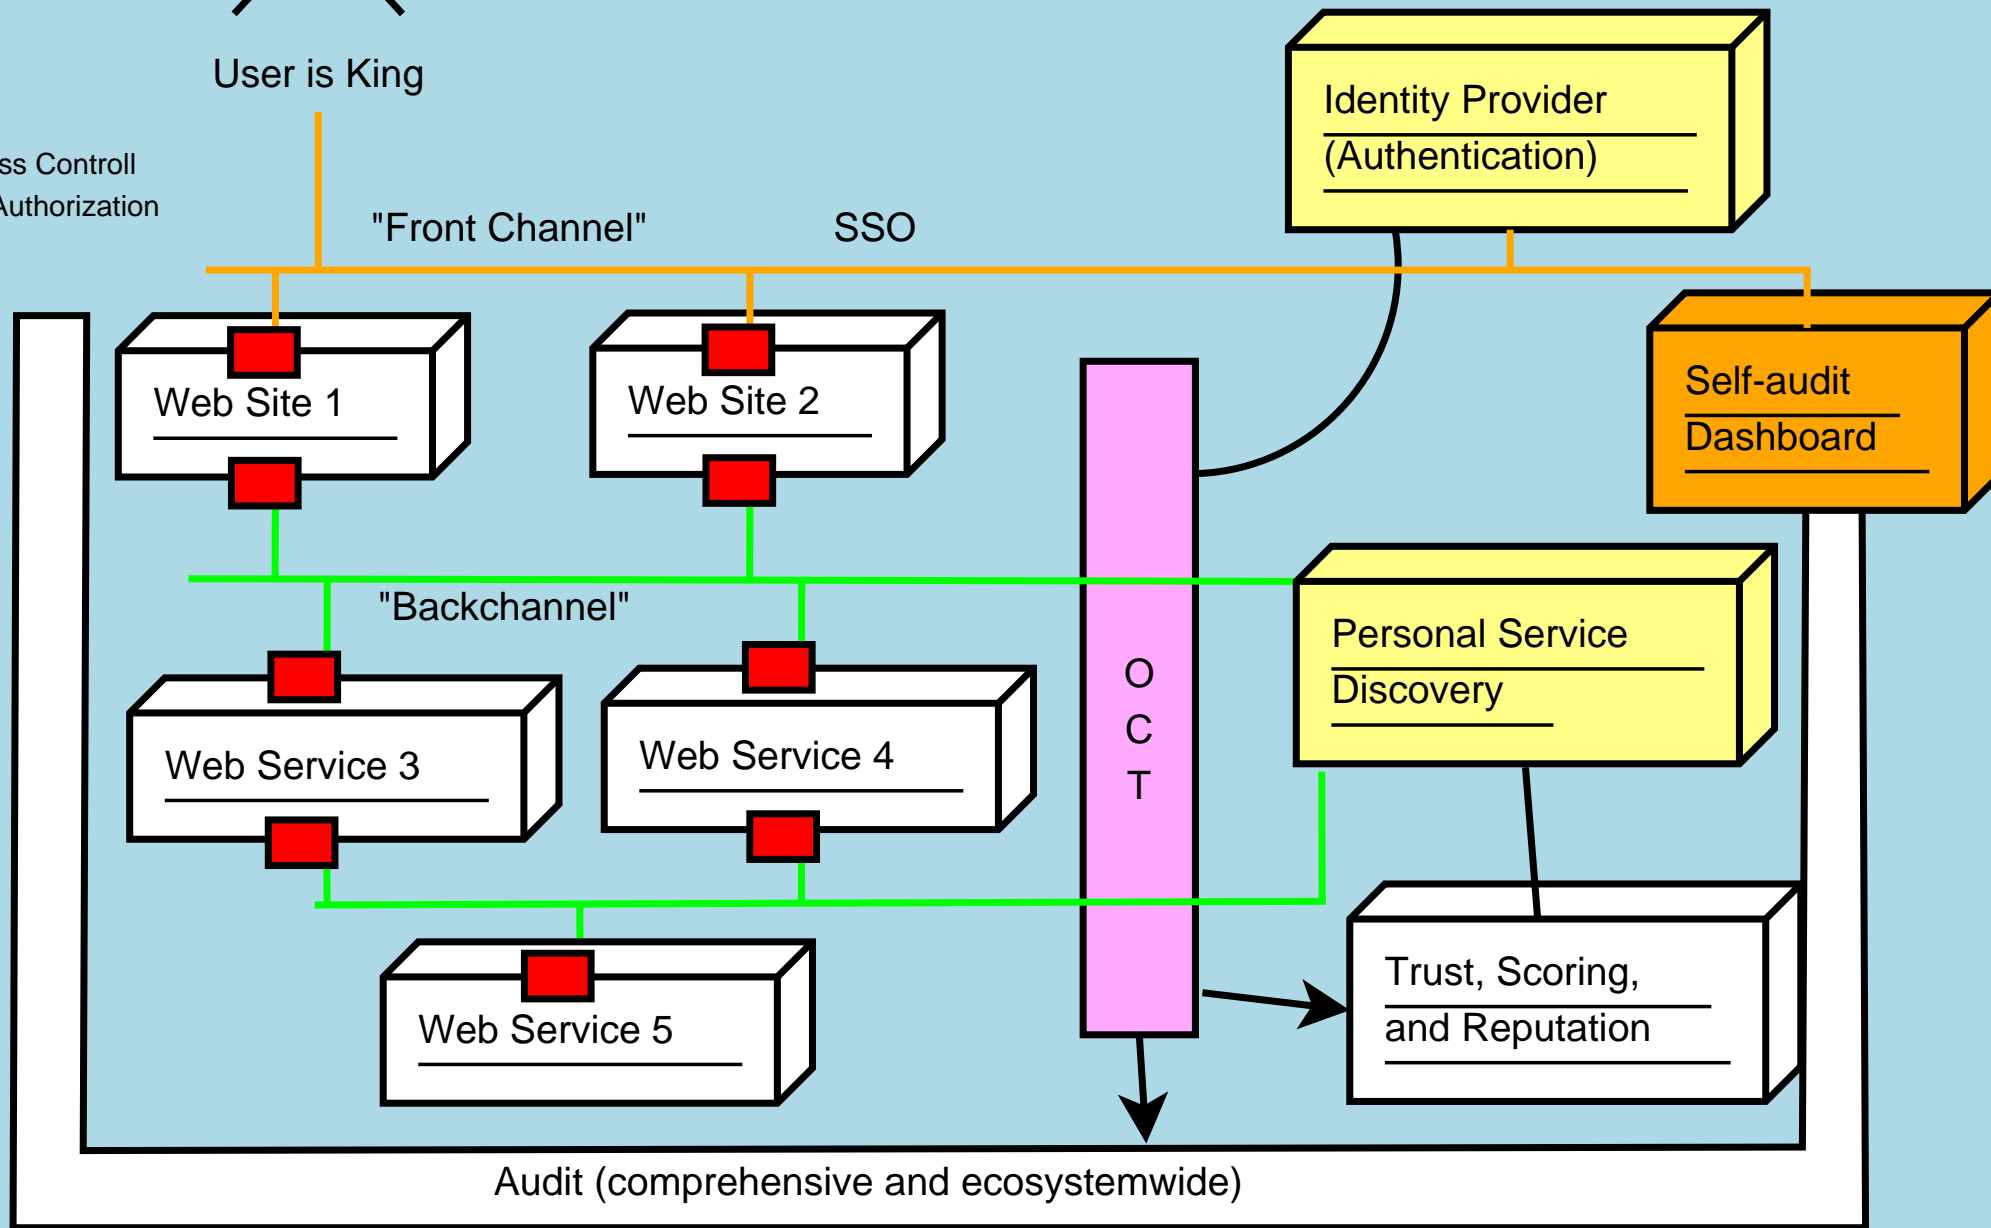 User is King
Identity Provider
(Authentication)
Controll
Authorization
"Front Channel"
SSO
Web Site 1
Web Site 2
Self-audit
Dashboard
"Backchannel"
Personal Service
Discovery
O
C
T
Web Service 3
Web Service 4
Trust, Scoring,
and Reputation
Web Service 5
Audit (comprehensive and ecosystemwide)